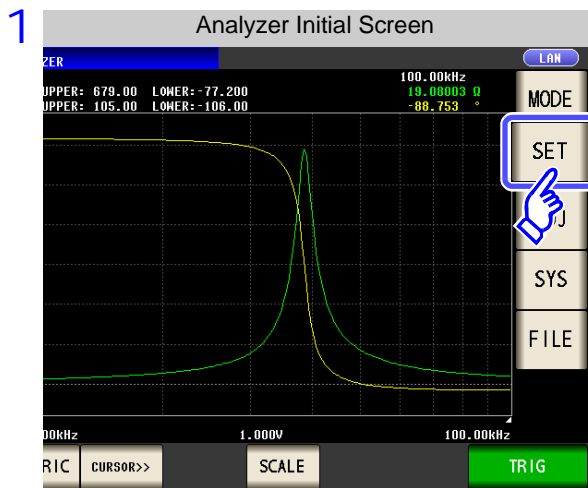 1
Analyzer Initial Screen
ZER
LAN
100.00kHz
UPPER: 679.00 LOWER:-77.200 19.08003 Ω
UPPER: 105.00 LOWER:-106.00 -88.753 °
MODE
SET
SYS
FILE
00kHz 1.000V 100.00kHz
RIC CURSOR>> SCALE TRIG